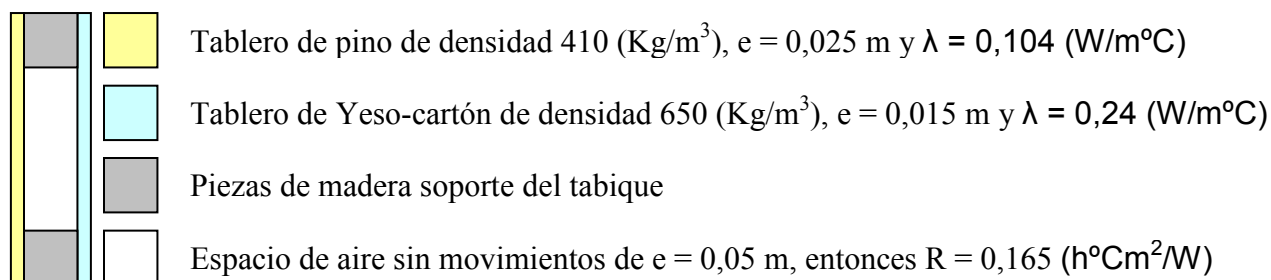 Tablero de pino de densidad 410 (Kg/m³), e = 0,025 m y λ = 0,104 (W/mºC)
Tablero de Yeso-cartón de densidad 650 (Kg/m³), e = 0,015 m y λ = 0,24 (W/mºC)
Piezas de madera soporte del tabique
Espacio de aire sin movimientos de e = 0,05 m, entonces R = 0,165 (hºCm²/W)